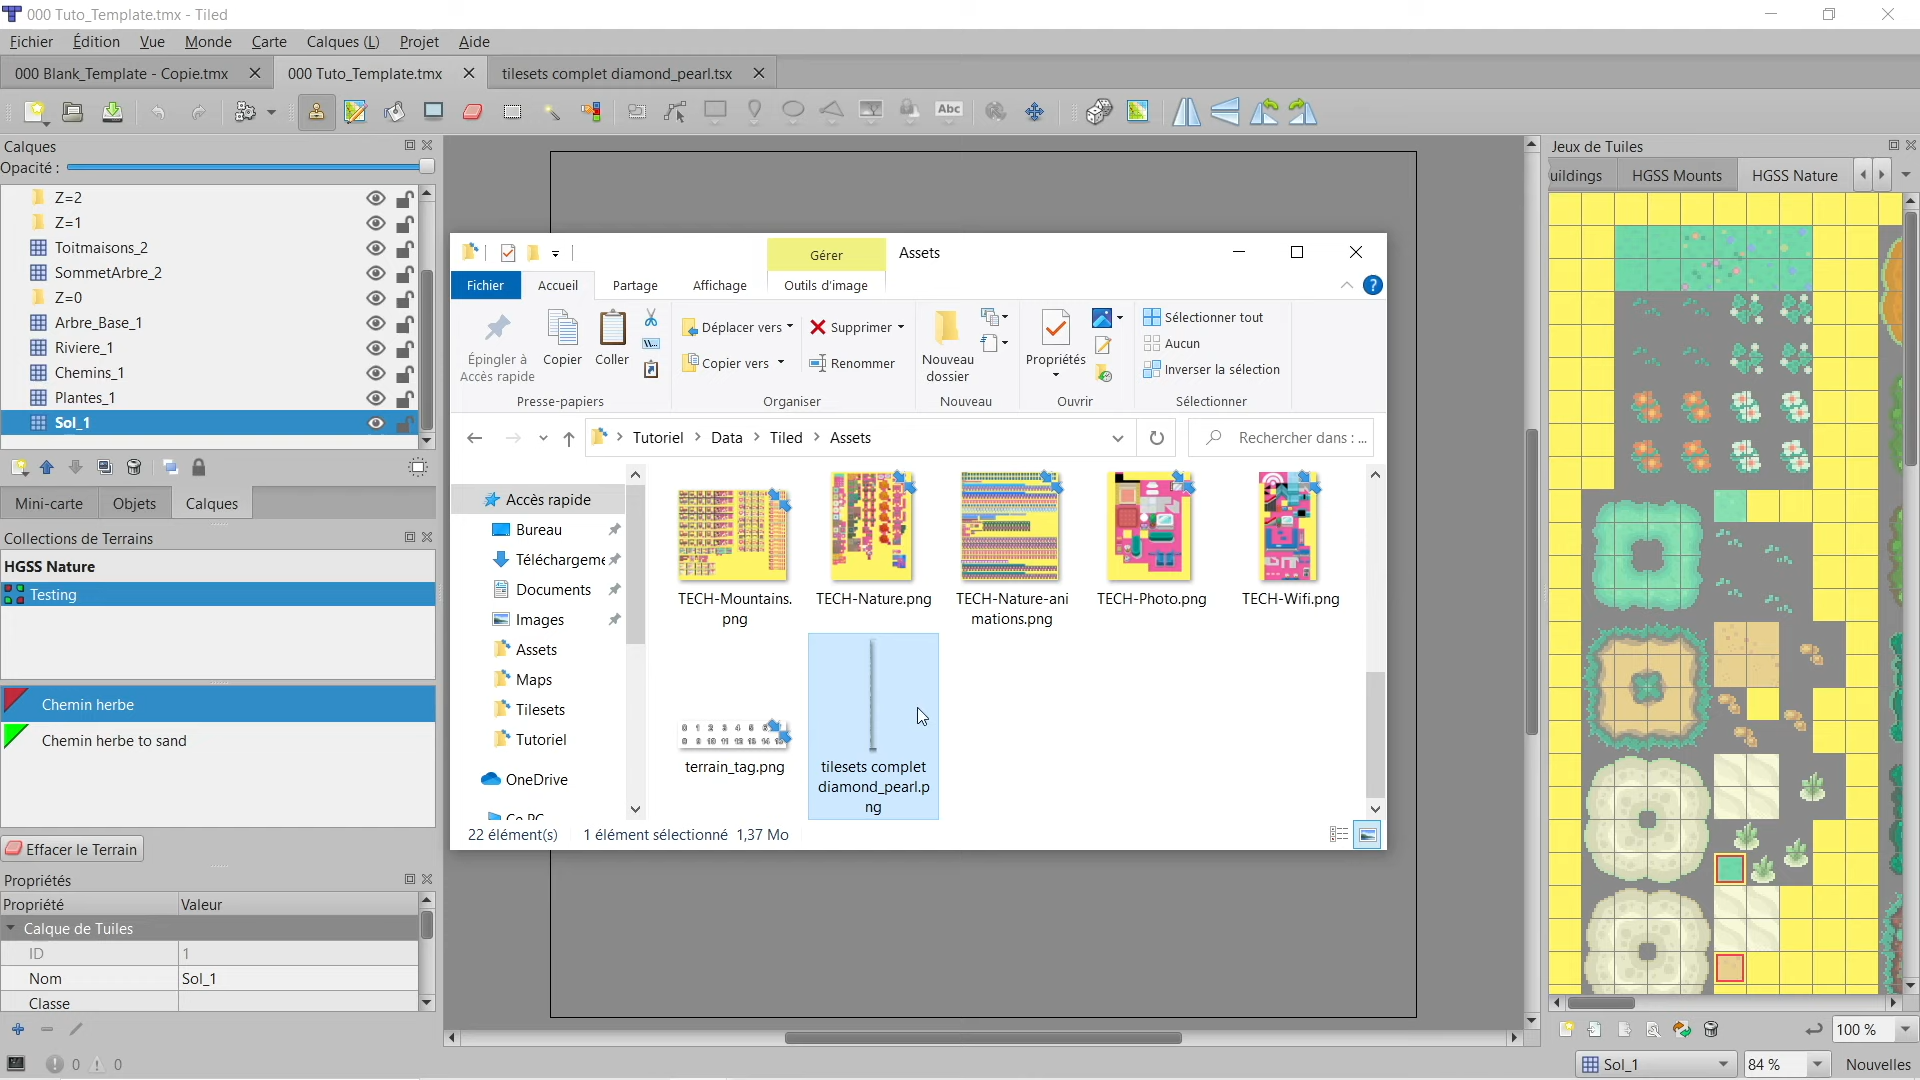 000 Tuto_Template.tmx - Tiled
Fichier Édition Vue Monde Carte Calques (L) Projet Aide
000 Blank_Template - Copie.tmx 000 Tuto_Template.tmx tilesets complet diamond_pearl.tsx
Abc
Calques
Opacité :
Z=2
Z=1
Toitmaisons_2
SommetArbre_2
Z=0
Arbre_Base_1
Riviere_1
Chemins_1
Plantes_1
Sol_1
Mini-carte Objets Calques
Collections de Terrains
HGSS Nature
Testing
Chemin herbe
Chemin herbe to sand
Effacer le Terrain
Propriétés
Propriété Valeur
Calque de Tuiles
ID 1
Nom Sol_1
Classe
0 0
Gérer Assets
Fichier Accueil Partage Affichage Outils d'image
Épingler à
Accès rapide
Copier
Coller
Presse-papiers
Déplacer vers
Copier vers
Supprimer
Renommer
Organiser
Nouveau
dossier
Nouveau
Propriétés
Ouvrir
Sélectionner tout
Aucun
Inverser la sélection
Sélectionner
Tutoriel Data Tiled Assets
Rechercher dans : ...
Accès rapide
Bureau
Téléchargeme
Documents
Images
Assets
Maps
Tilesets
Tutoriel
OneDrive
Ce PC
TECH-Mountains.
png
TECH-Nature.png
TECH-Nature-ani
mations.png
TECH-Photo.png
TECH-Wifi.png
terrain_tag.png
tilesets complet
diamond_pearl.p
ng
22 élément(s) 1 élément sélectionné 1,37 Mo
Jeux de Tuiles
uildings HGSS Mounts HGSS Nature
100 %
Sol_1 84 % Nouvelles